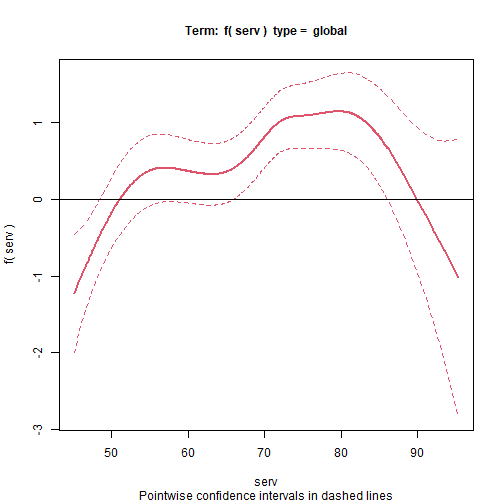 Term: f( serv ) type = global
f( serv )
1
0
-1
-2
-3
50 60 70 80 90
serv
Pointwise confidence intervals in dashed lines